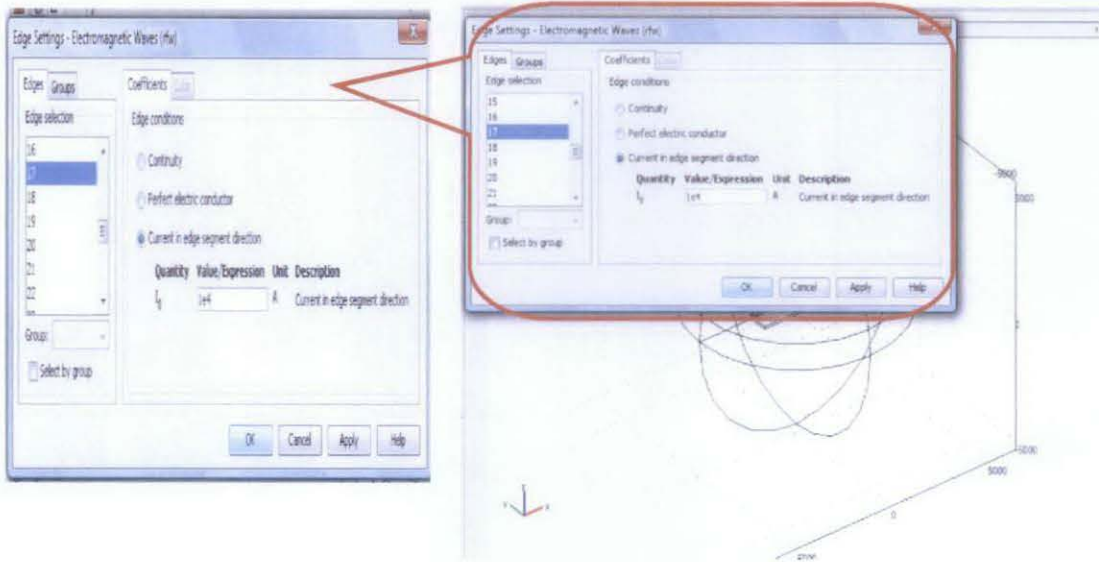 Edge Settings - Electromagnetic Waves (rfw)
Edges Groups
Coefficients Color
Edge selection
Edge conditions
16
17
18
19
20
21
22
Continuity
Perfect electric conductor
Current in edge segment direction
Quantity Value/Expression Unit Description
I0 1e4 A Current in edge segment direction
Group:
Select by group
OK Cancel Apply Help
Edge Settings - Electromagnetic Waves (rfw)
Edges Groups
Coefficients Color
Edge selection
Edge conditions
15
16
17
18
19
20
21
Continuity
Perfect electric conductor
Current in edge segment direction
Quantity Value/Expression Unit Description
I0 1e4 A Current in edge segment direction
Group:
Select by group
OK Cancel Apply Help
5000
z
-5000
5000
0
x